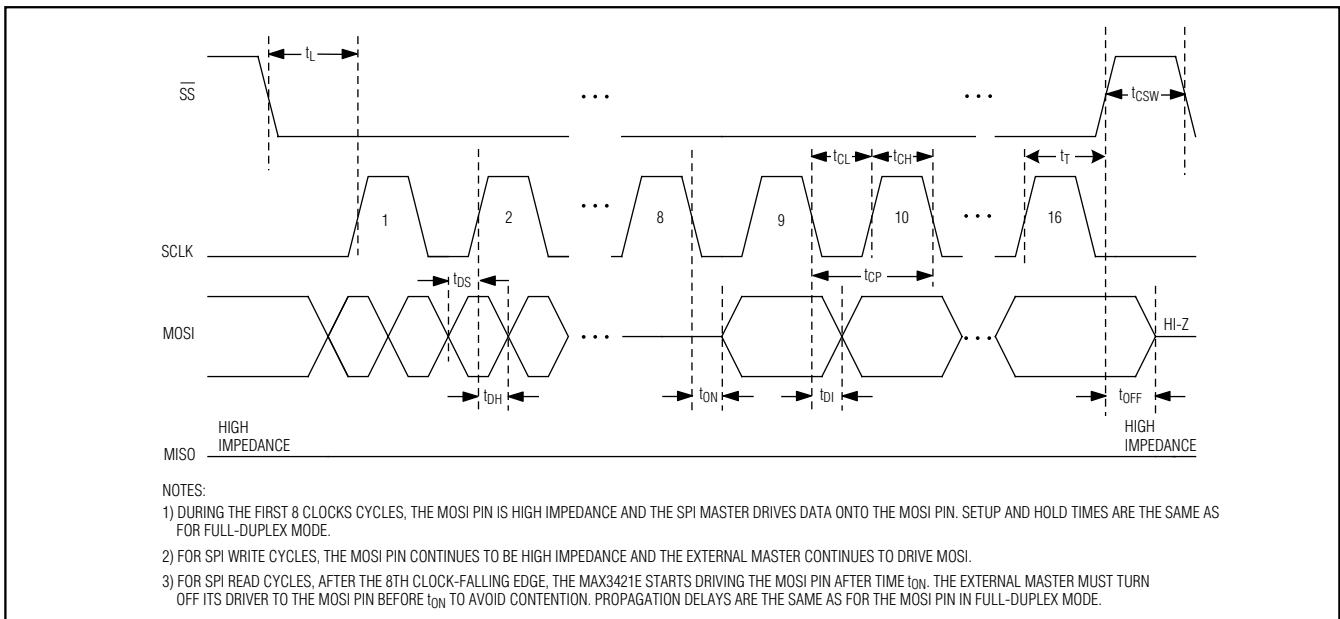 tL
SS
• • •
• • •
tCSW
tCL
tCH
tT
1
2
• • •
8
9
10
• • •
16
SCLK
tDS
tCP
MOSI
• • •
• • •
HI-Z
tDH
tON
tDI
tOFF
HIGH
IMPEDANCE
HIGH
IMPEDANCE
MISO
NOTES:
1) DURING THE FIRST 8 CLOCKS CYCLES, THE MOSI PIN IS HIGH IMPEDANCE AND THE SPI MASTER DRIVES DATA ONTO THE MOSI PIN. SETUP AND HOLD TIMES ARE THE SAME AS
FOR FULL-DUPLEX MODE.
2) FOR SPI WRITE CYCLES, THE MOSI PIN CONTINUES TO BE HIGH IMPEDANCE AND THE EXTERNAL MASTER CONTINUES TO DRIVE MOSI.
3) FOR SPI READ CYCLES, AFTER THE 8TH CLOCK-FALLING EDGE, THE MAX3421E STARTS DRIVING THE MOSI PIN AFTER TIME tON. THE EXTERNAL MASTER MUST TURN
OFF ITS DRIVER TO THE MOSI PIN BEFORE tON TO AVOID CONTENTION. PROPAGATION DELAYS ARE THE SAME AS FOR THE MOSI PIN IN FULL-DUPLEX MODE.